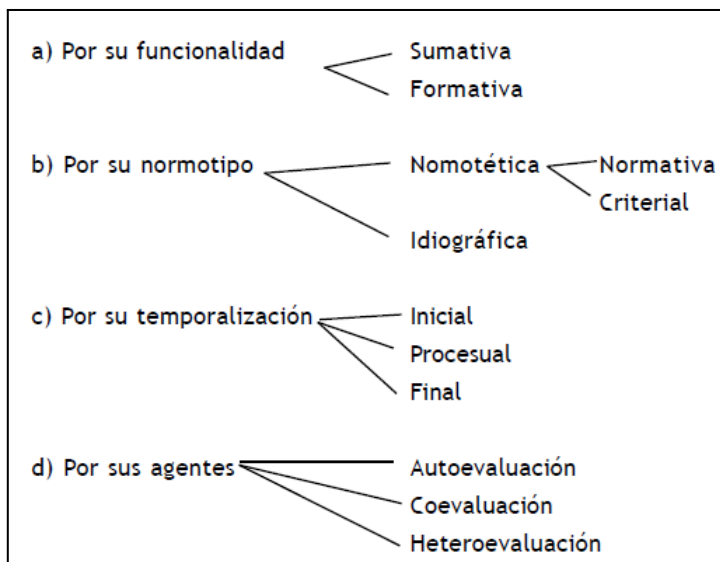 a) Por su funcionalidad Sumativa
Formativa
b) Por su normotipo Nomotética Normativa
Criterial
Idiográfica
c) Por su temporalización Inicial
Procesual
Final
d) Por sus agentes Autoevaluación
Coevaluación
Heteroevaluación